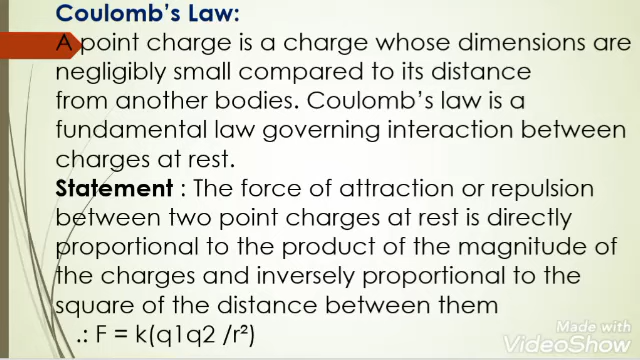 Coulomb's Law:
A point charge is a charge whose dimensions are
negligibly small compared to its distance
from another bodies. Coulomb's law is a
fundamental law governing interaction between
charges at rest.
Statement : The force of attraction or repulsion
between two point charges at rest is directly
proportional to the product of the magnitude of
the charges and inversely proportional to the
square of the distance between them
.: F = k(q1q2 /r²)
Made with
VideoShow